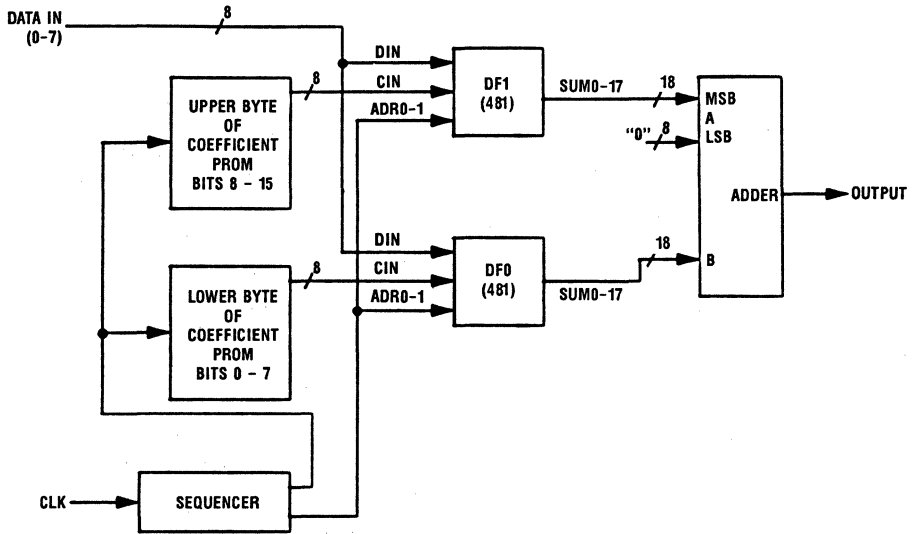 DATA IN
(0-7)
8
DIN
8
CIN
ADR0-1
UPPER BYTE
OF
COEFFICIENT
PROM
BITS 8 - 15
DF1
(481)
SUM0-17
18
MSB
A
LSB
"0"
8
ADDER
OUTPUT
DIN
8
CIN
ADR0-1
LOWER BYTE
OF
COEFFICIENT
PROM
BITS 0 - 7
DF0
(481)
SUM0-17
18
B
CLK
SEQUENCER